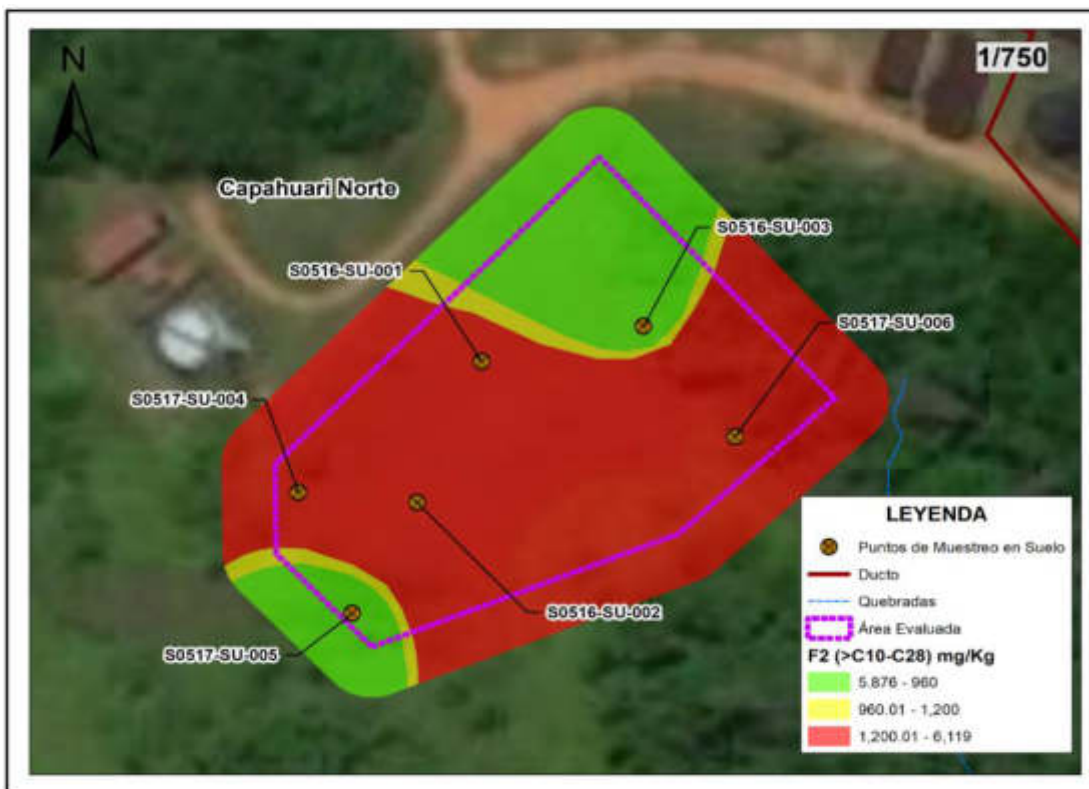 N
1/750
Capahuari Norte
S0516-SU-003
S0516-SU-001
S0517-SU-006
S0517-SU-004
S0516-SU-002
S0517-SU-005
LEYENDA
Puntos de Muestreo en Suelo
Ducto
Quebradas
Área Evaluada
F2 (>C10-C28) mg/Kg
5.876 - 960
960.01 - 1,200
1,200.01 - 6,119